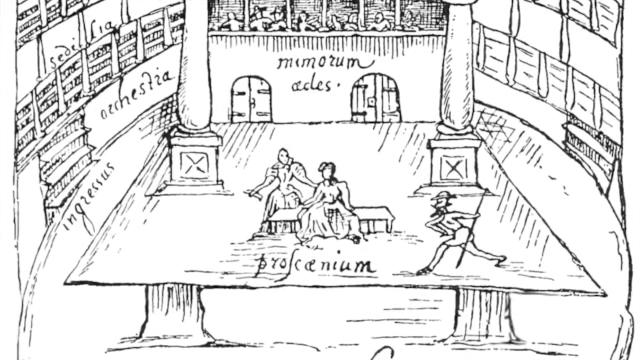 sedilia
mimorum
ædes.
orchestra
ingressus
proſcænium